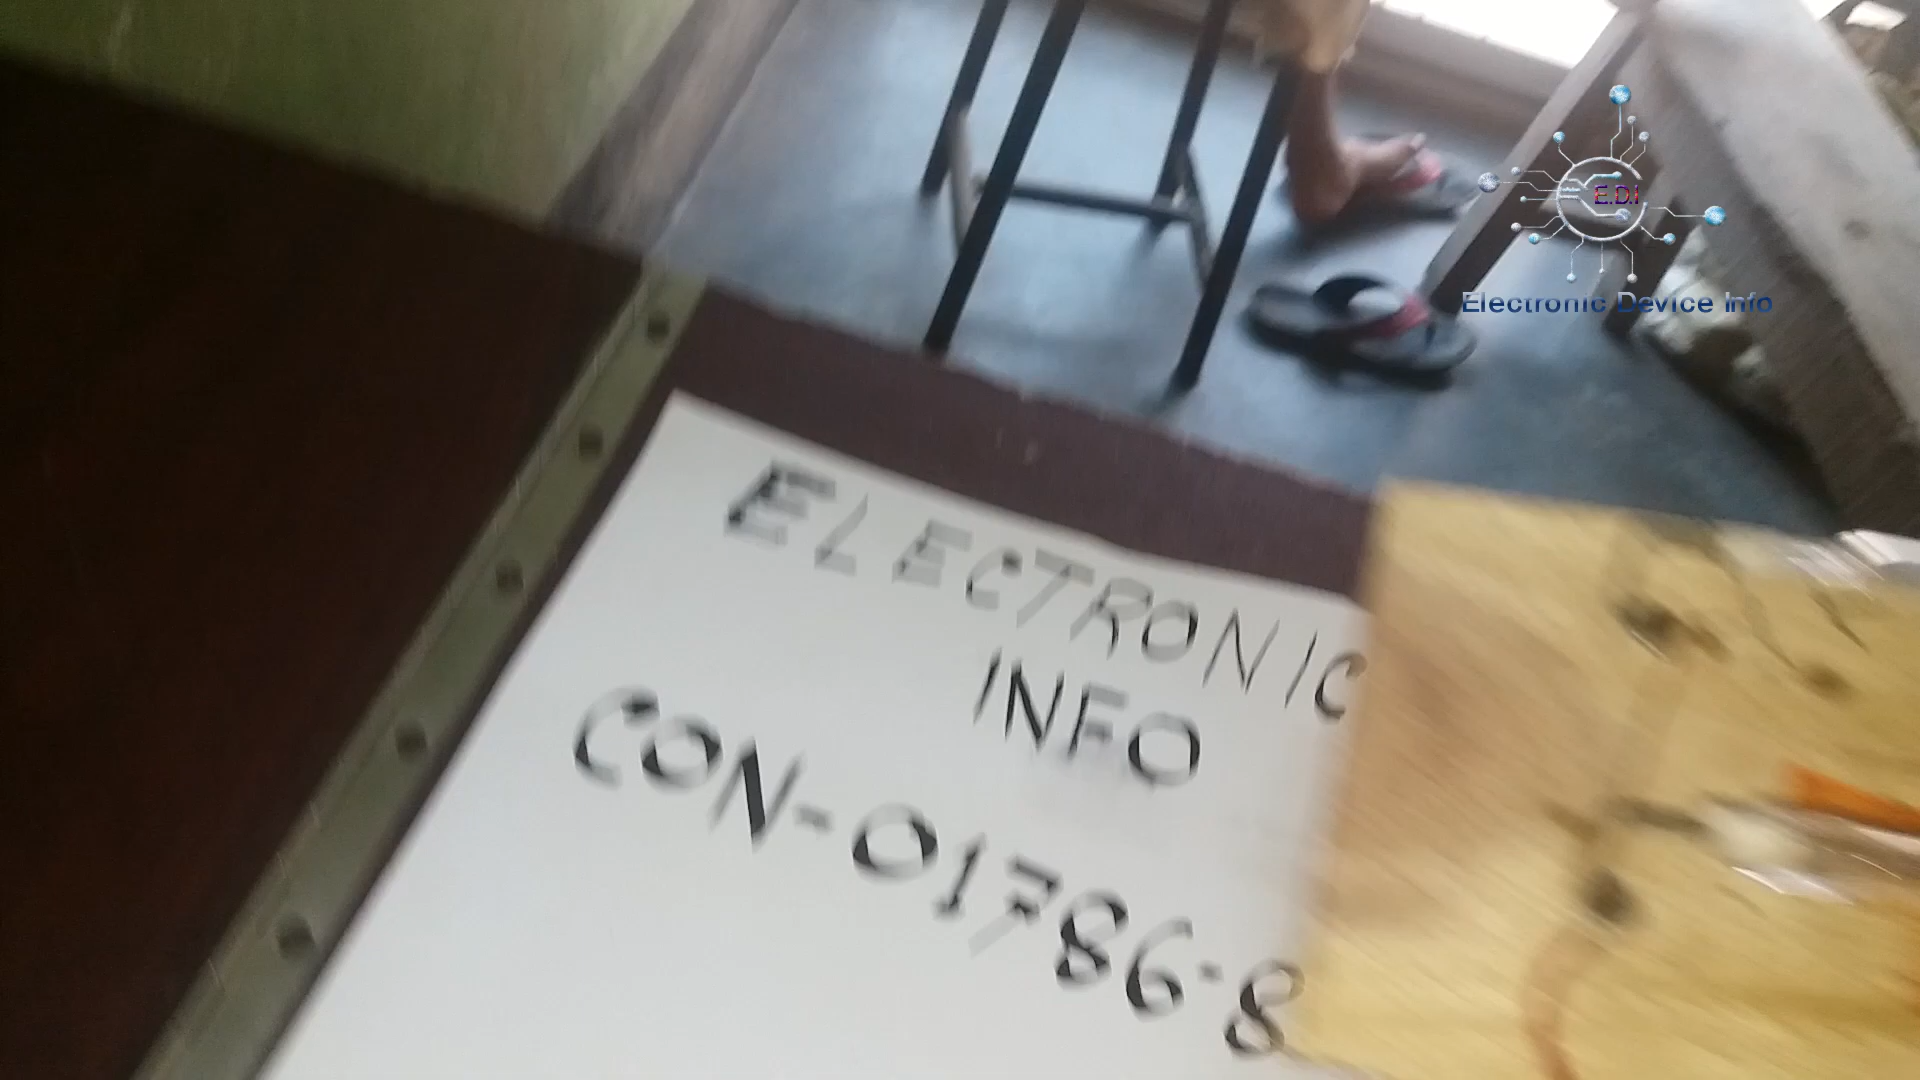 E.D.I
Electronic Device Info
ELECTRONIC
INFO
CON-01786-8